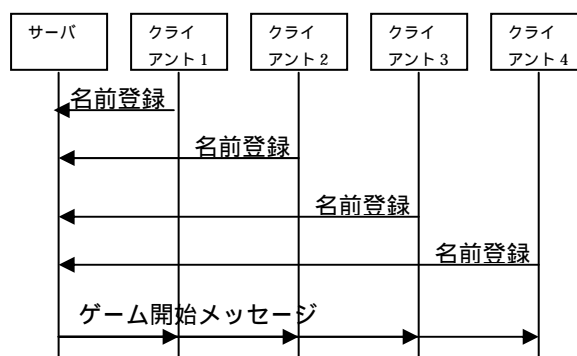 サーバ
クライ
アント 1
クライ
アント 2
クライ
アント 3
クライ
アント 4
名前登録
名前登録
名前登録
名前登録
ゲーム開始メッセージ